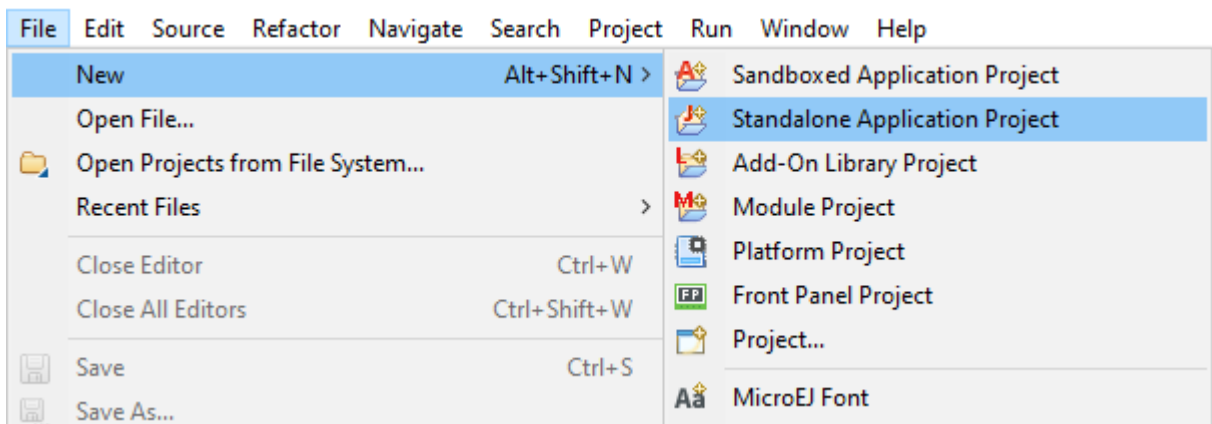 File Edit Source Refactor Navigate Search Project Run Window Help
New Alt+Shift+N >
Open File...
Open Projects from File System...
Recent Files >
Close Editor Ctrl+W
Close All Editors Ctrl+Shift+W
Save Ctrl+S
Save As...
Sandboxed Application Project
Standalone Application Project
Add-On Library Project
Module Project
Platform Project
FP Front Panel Project
Project...
MicroEJ Font